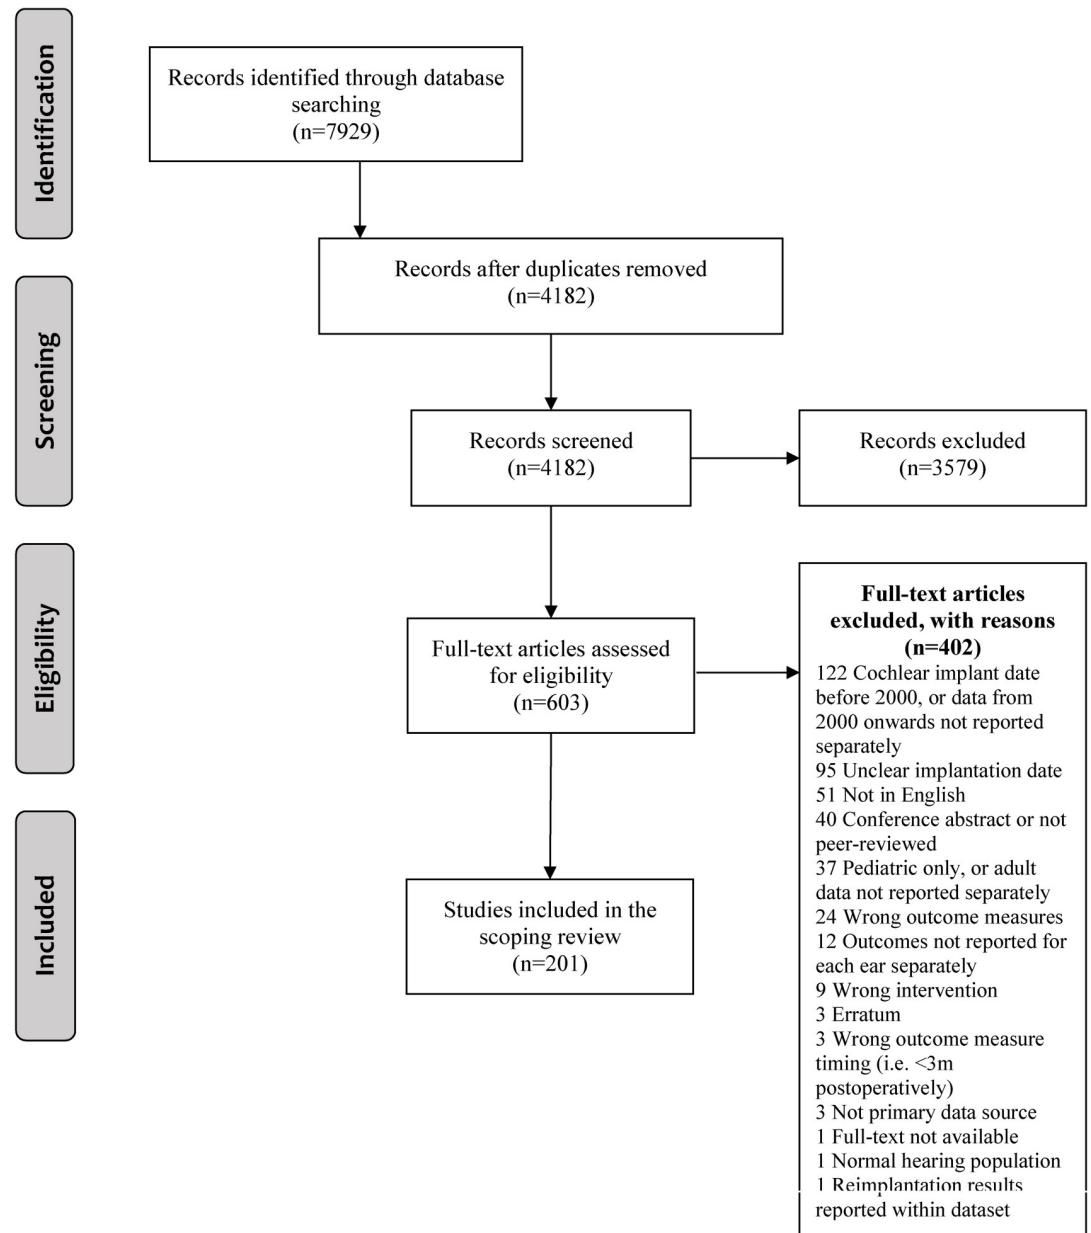 Identification
Records identified through database
searching
(n=7929)
Records after duplicates removed
(n=4182)
Screening
Records screened
(n=4182)
Records excluded
(n=3579)
Eligibility
Full-text articles assessed
for eligibility
(n=603)
Full-text articles
excluded, with reasons
(n=402)
122 Cochlear implant date
before 2000, or data from
2000 onwards not reported
separately
95 Unclear implantation date
51 Not in English
40 Conference abstract or not
peer-reviewed
37 Pediatric only, or adult
data not reported separately
24 Wrong outcome measures
12 Outcomes not reported for
each ear separately
9 Wrong intervention
3 Erratum
3 Wrong outcome measure
timing (i.e. <3m
postoperatively)
3 Not primary data source
1 Full-text not available
1 Normal hearing population
1 Reimplantation results
reported within dataset
Included
Studies included in the
scoping review
(n=201)